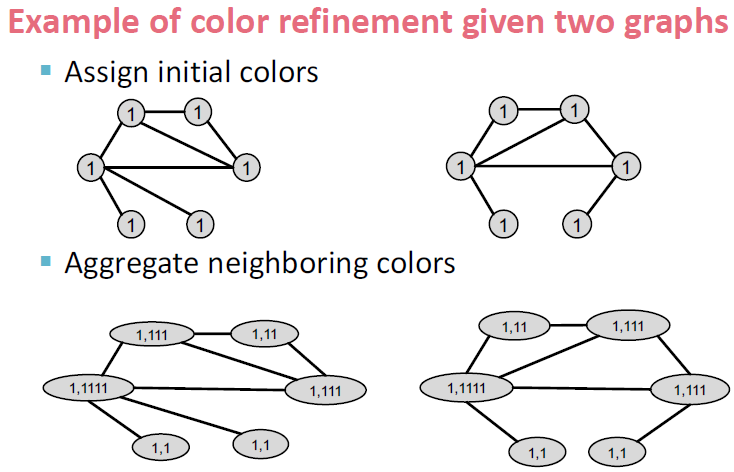 Example of color refinement given two graphs
Assign initial colors
1 1 1 1
1 1 1 1
1 1 1 1
Aggregate neighboring colors
1,111 1,11 1,11 1,111
1,1111 1,111 1,1111 1,111
1,1 1,1 1,1 1,1